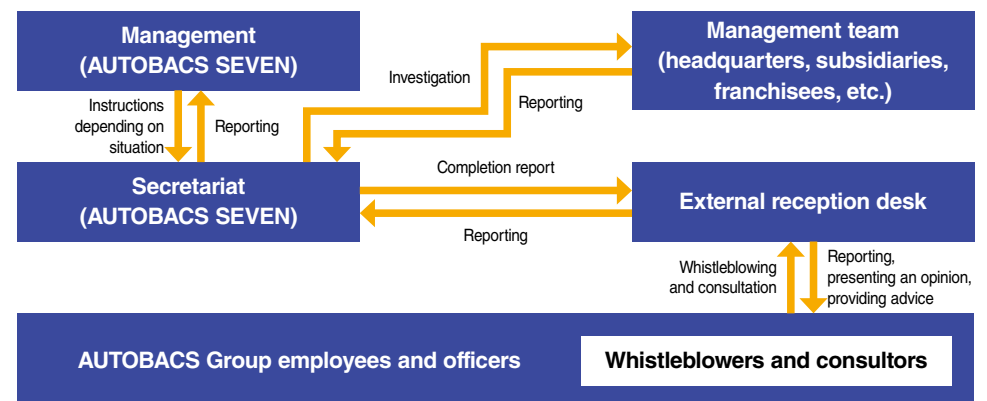 Management
(AUTOBACS SEVEN)
Management team
(headquarters, subsidiaries,
franchisees, etc.)
Investigation
Instructions
depending on
situation
Reporting
Reporting
Secretariat
(AUTOBACS SEVEN)
Completion report
Reporting
External reception desk
Whistleblowing
and consultation
Reporting,
presenting an opinion,
providing advice
AUTOBACS Group employees and officers
Whistleblowers and consultors